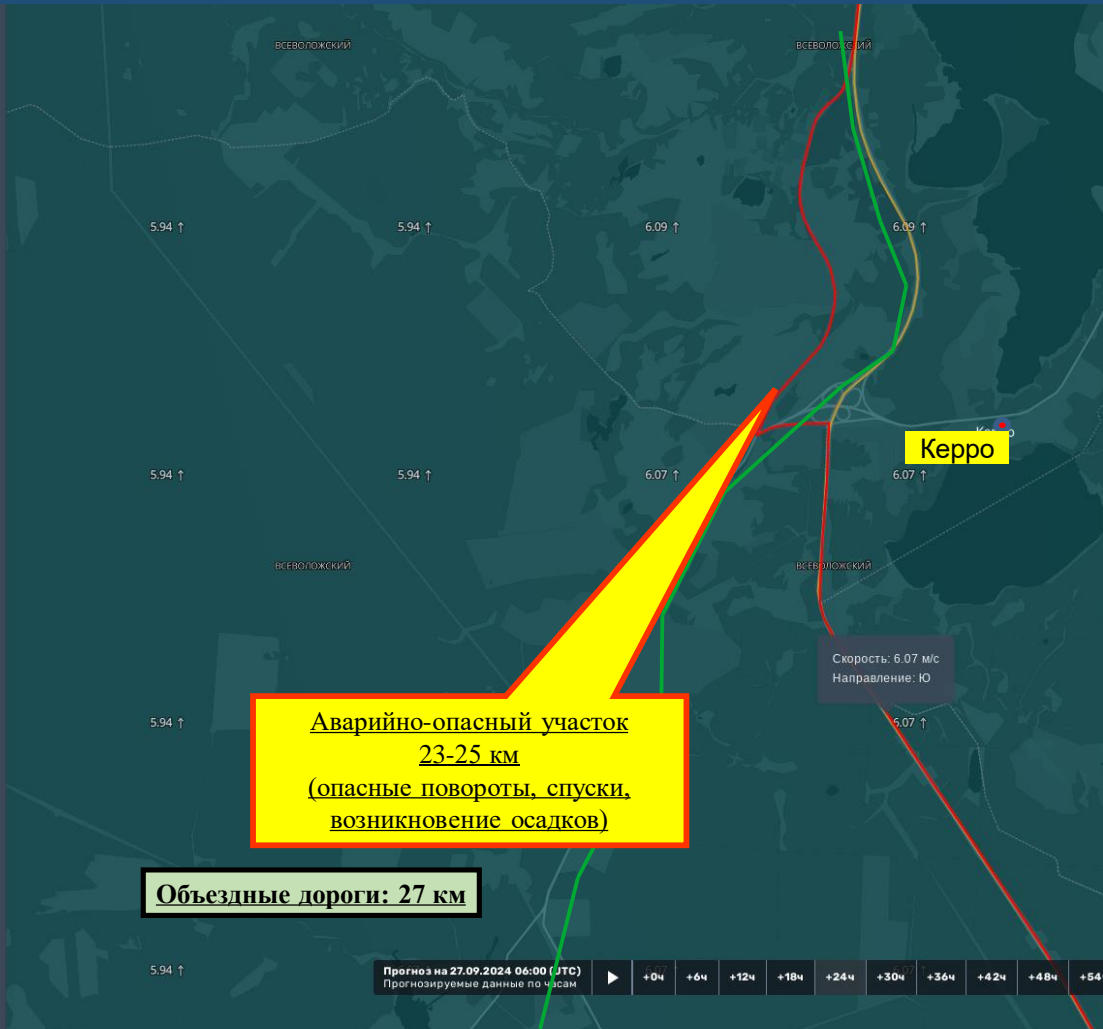 ВСЕВОЛОЖСКИЙ
ВСЕВОЛОЖСКИЙ
5.94 ↑
5.94 ↑
6.09 ↑
6.09 ↑
Керро
5.94 ↑
5.94 ↑
6.07 ↑
6.07 ↑
ВСЕВОЛОЖСКИЙ
ВСЕВОЛОЖСКИЙ
Скорость: 6.07 м/с
Направление: Ю
5.94 ↑
6.07 ↑
Аварийно-опасный участок
23-25 км
(опасные повороты, спуски,
возникновение осадков)
Объездные дороги: 27 км
5.94 ↑
Прогноз на 27.09.2024 06:00 (UTC)
Прогнозируемые данные по часам
+0ч +6ч +12ч +18ч +24ч +30ч +36ч +42ч +48ч +54